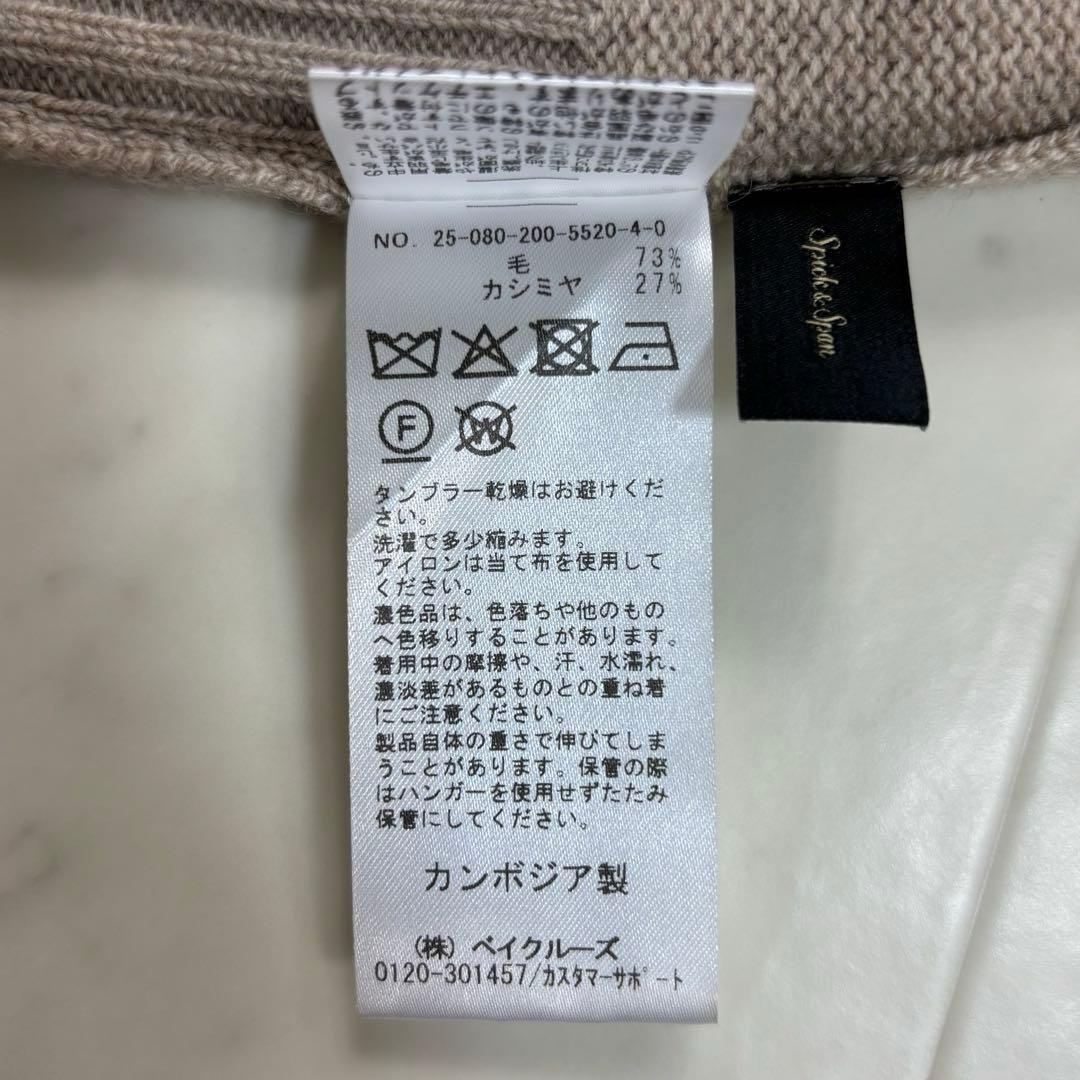 NO. 25-080-200-5520-4-0
毛 73%
カシミヤ 27%
F
W
タンブラー乾燥はお避けくだ
さい。
洗濯で多少縮みます。
アイロンは当て布を使用して
ください。
濃色品は、色落ちや他のもの
へ色移りすることがあります。
着用中の摩擦や、汗、水濡れ、
濃淡差があるものとの重ね着
にご注意ください。
製品自体の重さで伸びてしま
うことがあります。保管の際
はハンガーを使用せずたたみ
保管にしてください。
カンボジア製
(株) ベイクルーズ
0120-301457/カスタマーサポート
Spick & Span